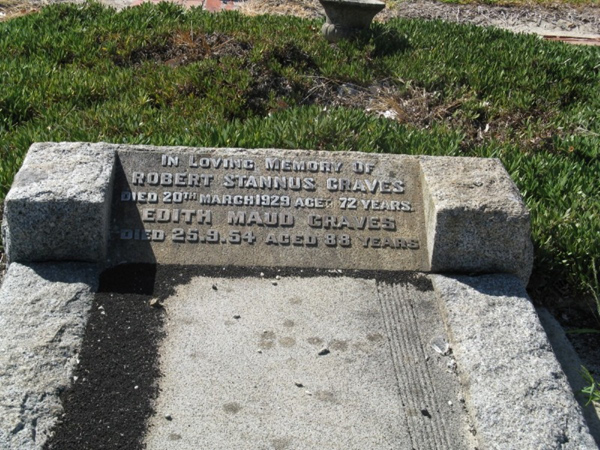 IN LOVING MEMORY OF
ROBERT STANNUS GRAVES
DIED 20TH MARCH 1929 AGED 72 YEARS.
EDITH MAUD GRAVES
DIED 25.9.54 AGED 88 YEARS